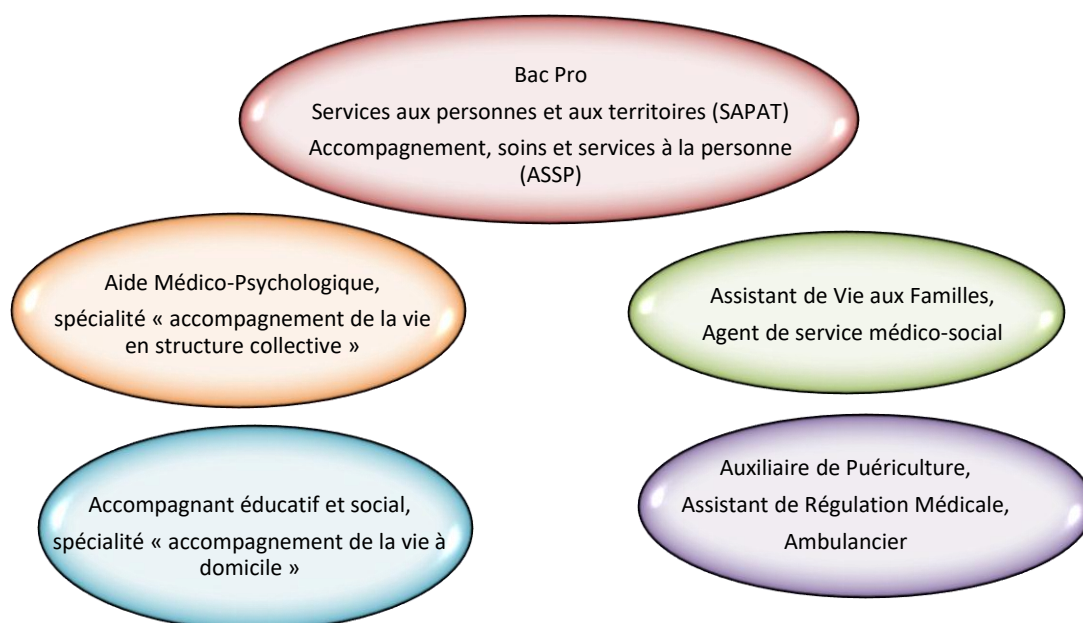 Bac Pro
Services aux personnes et aux territoires (SAPAT)
Accompagnement, soins et services à la personne
(ASSP)
Aide Médico-Psychologique,
spécialité « accompagnement de la vie
en structure collective »
Assistant de Vie aux Familles,
Agent de service médico-social
Accompagnant éducatif et social,
spécialité « accompagnement de la vie à
domicile »
Auxiliaire de Puériculture,
Assistant de Régulation Médicale,
Ambulancier